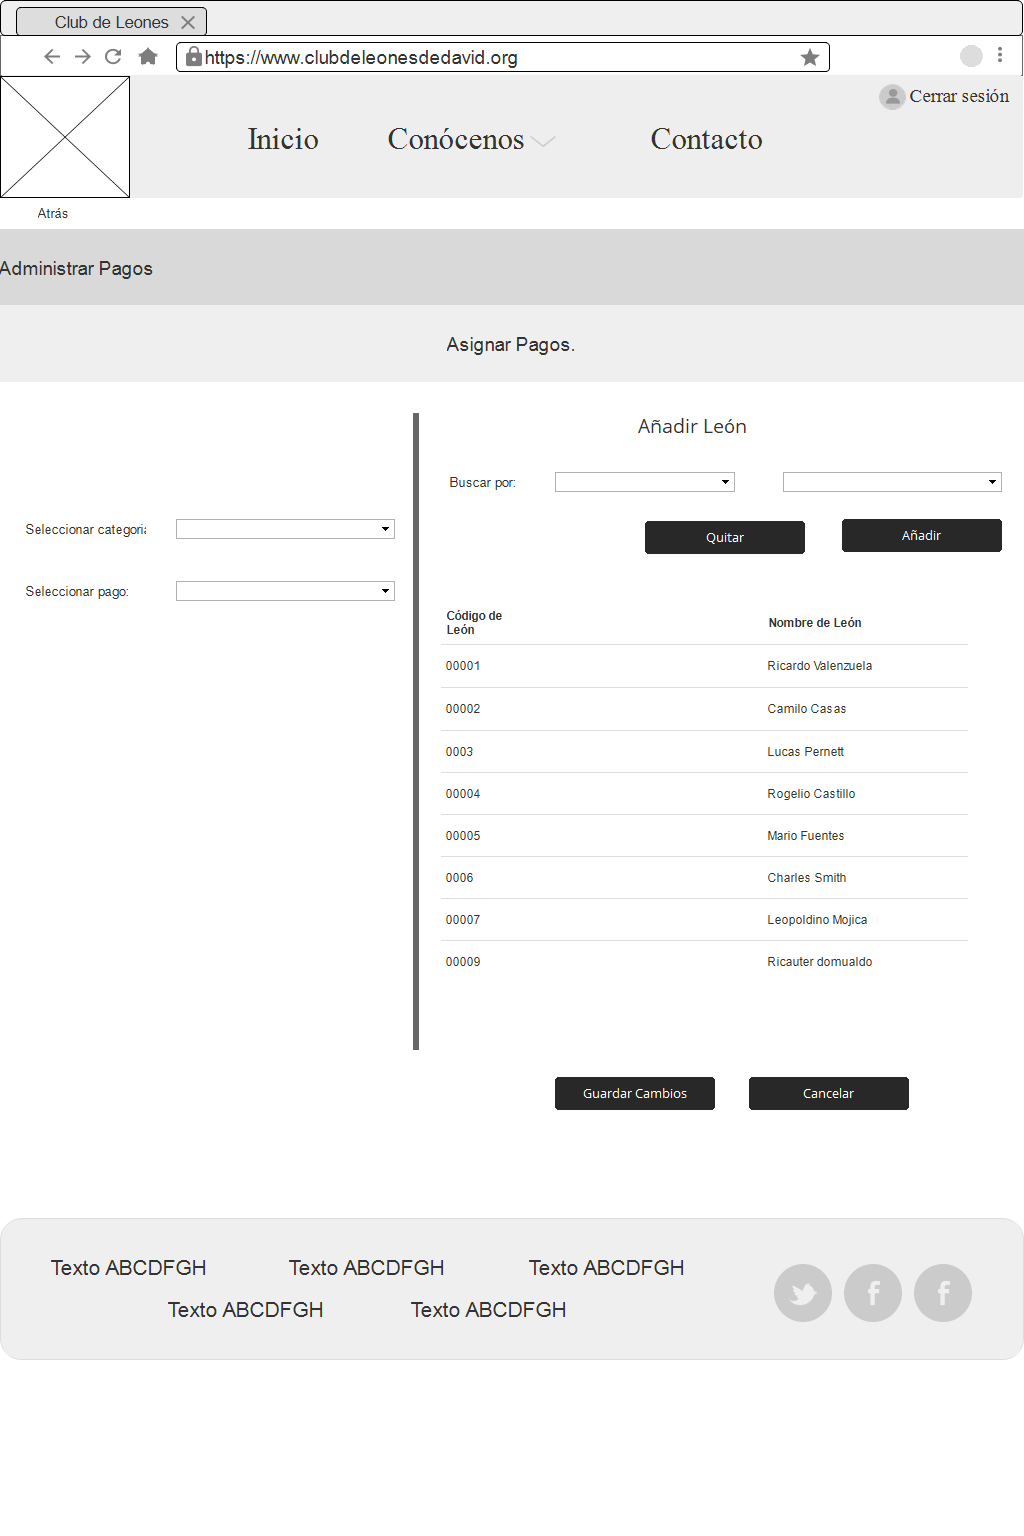 Club de Leones
https://www.clubdeleonesdedavid.org
Cerrar sesión
Inicio Conócenos Contacto
Atrás
Administrar Pagos
Asignar Pagos.
Seleccionar categoria
Seleccionar pago:
Añadir León
Buscar por:
Quitar Añadir
Código de
León
Nombre de León
00001 Ricardo Valenzuela
00002 Camilo Casas
0003 Lucas Pernett
00004 Rogelio Castillo
00005 Mario Fuentes
0006 Charles Smith
00007 Leopoldino Mojica
00009 Ricauter domualdo
Guardar Cambios Cancelar
Texto ABCDFGH Texto ABCDFGH Texto ABCDFGH
Texto ABCDFGH Texto ABCDFGH